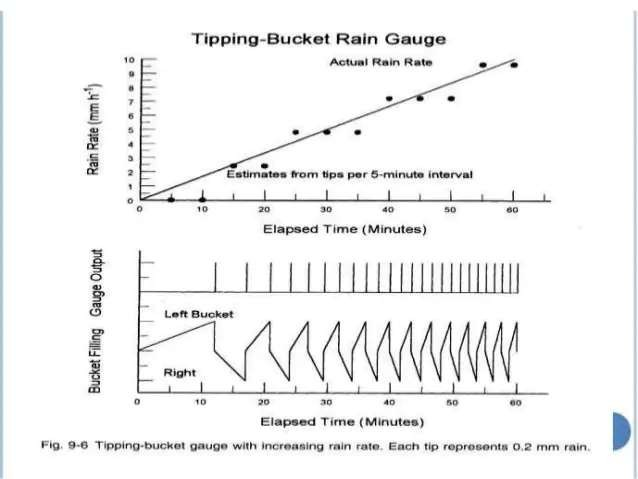 Tipping-Bucket Rain Gauge
Actual Rain Rate
Rain Rate (mm h⁻¹)
10
9
8
7
6
5
4
3
2
1
0
Estimates from tips per 5-minute interval
0 10 20 30 40 50 60
Elapsed Time (Minutes)
Gauge Output
Bucket Filling
Left Bucket
Right
0 10 20 30 40 50 60
Elapsed Time (Minutes)
Fig. 9-6 Tipping-bucket gauge with increasing rain rate. Each tip represents 0.2 mm rain.